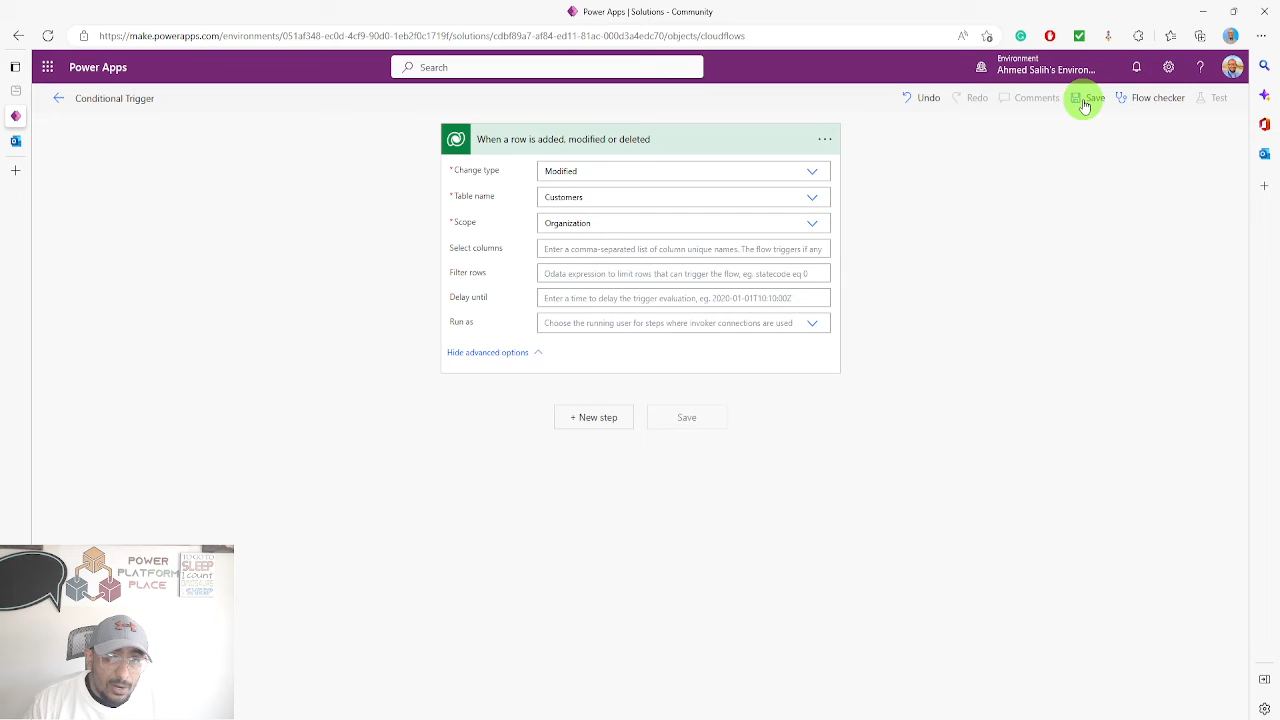 Power Apps | Solutions - Community
https://make.powerapps.com/environments/051af348-ec0d-4cf9-90d0-1eb2f0c1719f/solutions/cdbf89a7-af84-ed11-81ac-000d3a4edc70/objects/cloudflows
Power Apps
Search
Environment
Ahmed Salih's Environ...
Conditional Trigger
Undo
Redo
Comments
Save
Flow checker
Test
When a row is added, modified or deleted
* Change type
Modified
* Table name
Customers
* Scope
Organization
Select columns
Enter a comma-separated list of column unique names. The flow triggers if any
Filter rows
Odata expression to limit rows that can trigger the flow, eg. statecode eq 0
Delay until
Enter a time to delay the trigger evaluation, eg. 2020-01-01T10:10:00Z
Run as
Choose the running user for steps where invoker connections are used
Hide advanced options
+ New step
Save
POWER
PLATFORM
PLACE
TO GO TO
SLEEP
I count